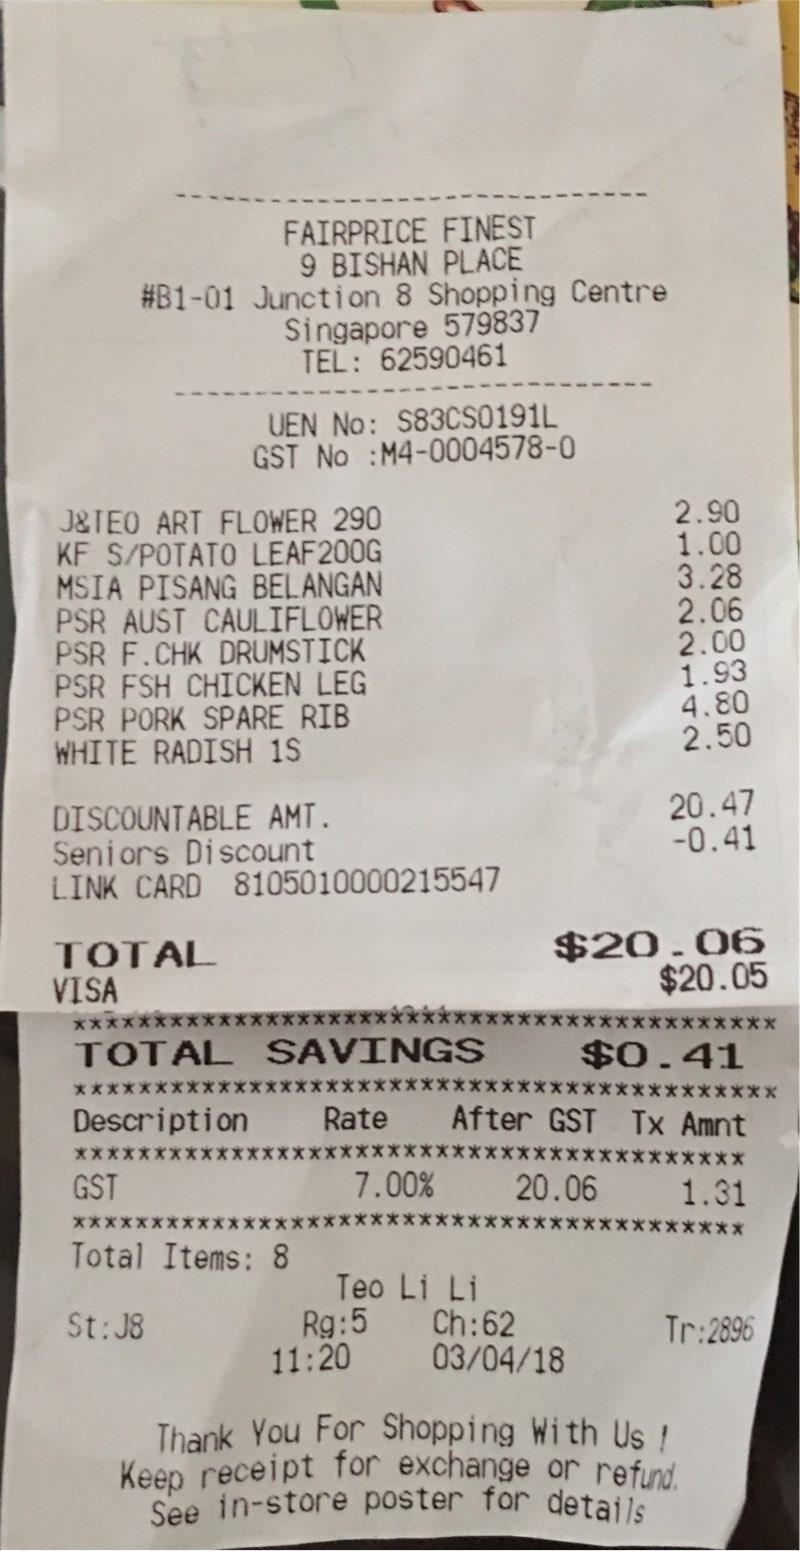 --------------------------------------
FAIRPRICE FINEST
9 BISHAN PLACE
#B1-01 Junction 8 Shopping Centre
Singapore 579837
TEL: 62590461
--------------------------------------
UEN No: S83CS0191L
GST No :M4-0004578-0
J&TEO ART FLOWER 290 2.90
KF S/POTATO LEAF200G 1.00
MSIA PISANG BELANGAN 3.28
PSR AUST CAULIFLOWER 2.06
PSR F.CHK DRUMSTICK 2.00
PSR FSH CHICKEN LEG 1.93
PSR PORK SPARE RIB 4.80
WHITE RADISH 1S 2.50
DISCOUNTABLE AMT. 20.47
Seniors Discount -0.41
LINK CARD 8105010000215547
TOTAL $20.06
VISA $20.05
********************************************
TOTAL SAVINGS $0.41
********************************************
Description Rate After GST Tx Amnt
******************************************
GST 7.00% 20.06 1.31
******************************************
Total Items: 8
Teo Li Li
St:J8 Rg:5 Ch:62 Tr:2896
11:20 03/04/18
Thank You For Shopping With Us !
Keep receipt for exchange or refund.
See in-store poster for details